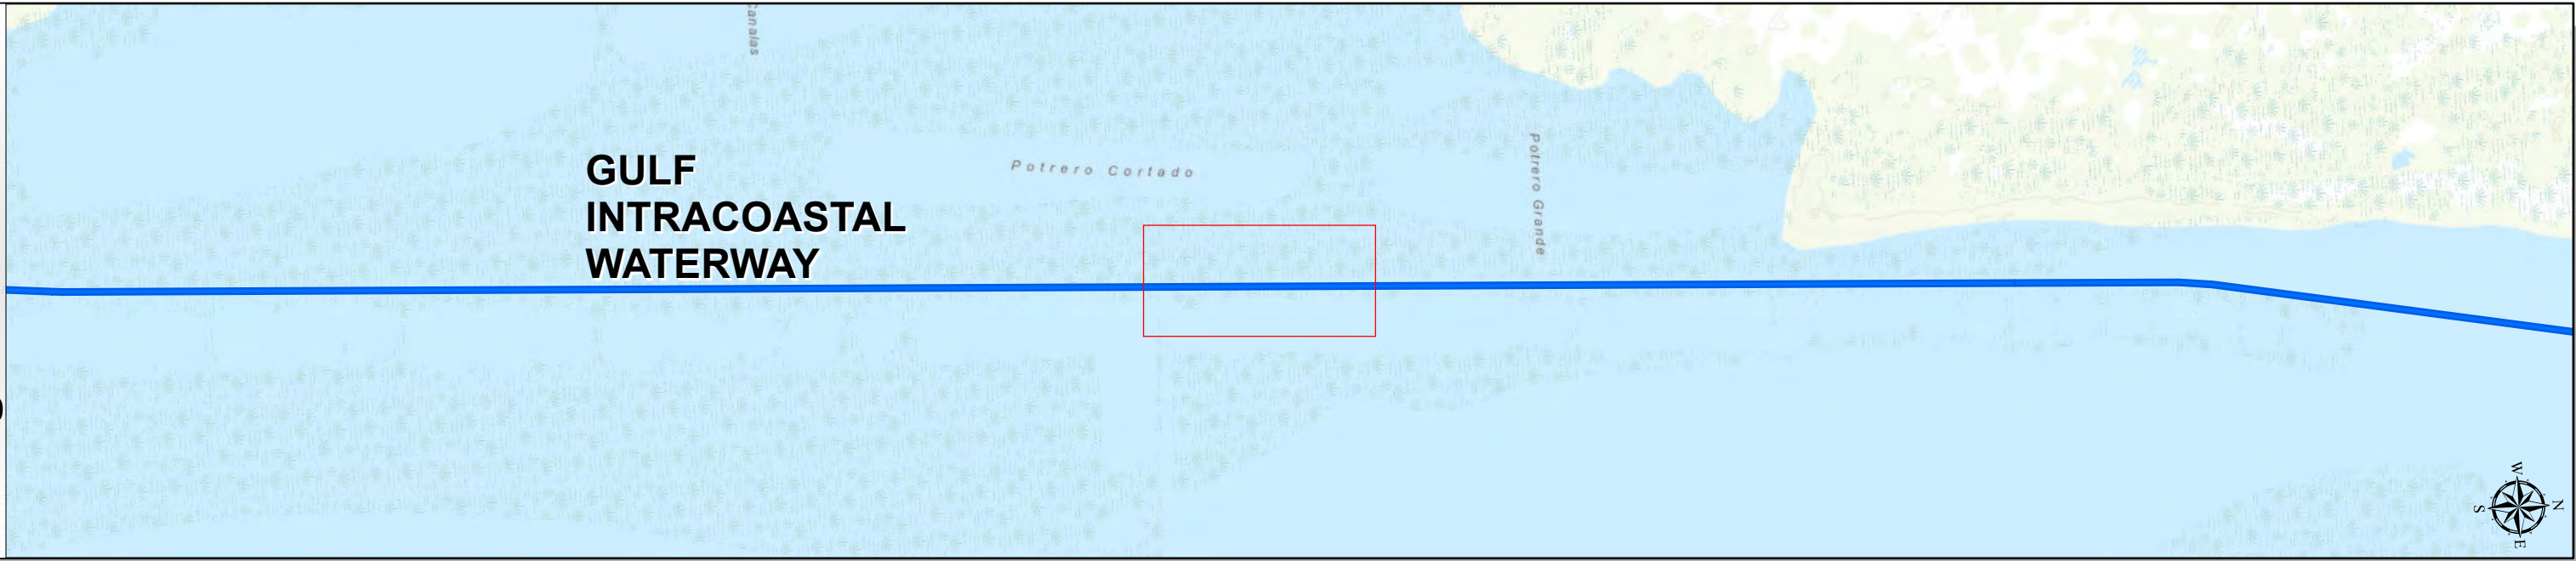 GULF
INTRACOASTAL
WATERWAY
Potrero Cortado
Potrero Grande
W
N
S
E